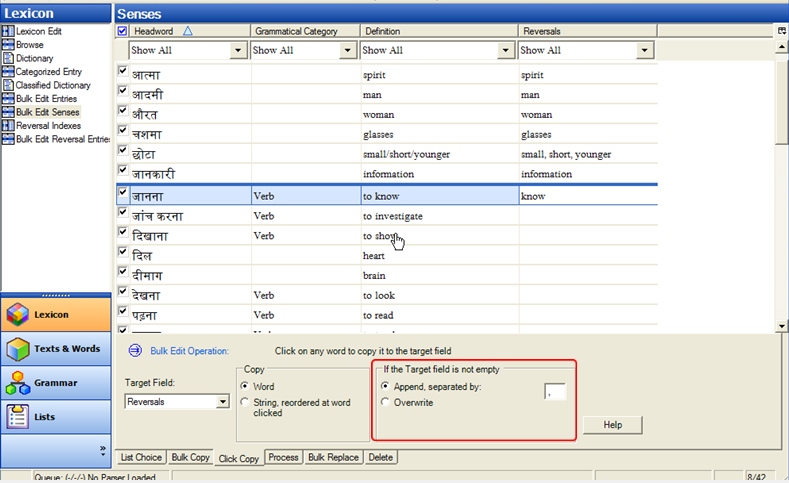 Lexicon
Lexicon Edit
Browse
Dictionary
Categorized Entry
Classified Dictionary
Bulk Edit Entries
Bulk Edit Senses
Reversal Indexes
Bulk Edit Reversal Entries
Lexicon
Texts & Words
Grammar
Lists
»
Senses
Headword Grammatical Category Definition Reversals
Show All Show All Show All Show All
आत्मा spirit spirit
आदमी man man
औरत woman woman
चशमा glasses glasses
छोटा small/short/younger small, short, younger
जानकारी information information
जानना Verb to know know
जांच करना Verb to investigate
दिखाना Verb to show
दिल heart
दीमाग brain
देखना Verb to look
पड़ना Verb to read
Bulk Edit Operation: Click on any word to copy it to the target field
Target Field:
Reversals
Copy
Word
String, reordered at word
clicked
If the Target field is not empty
Append, separated by: ,
Overwrite
Help
List Choice Bulk Copy Click Copy Process Bulk Replace Delete
Queue: (-/-/-) No Parser Loaded 8/42